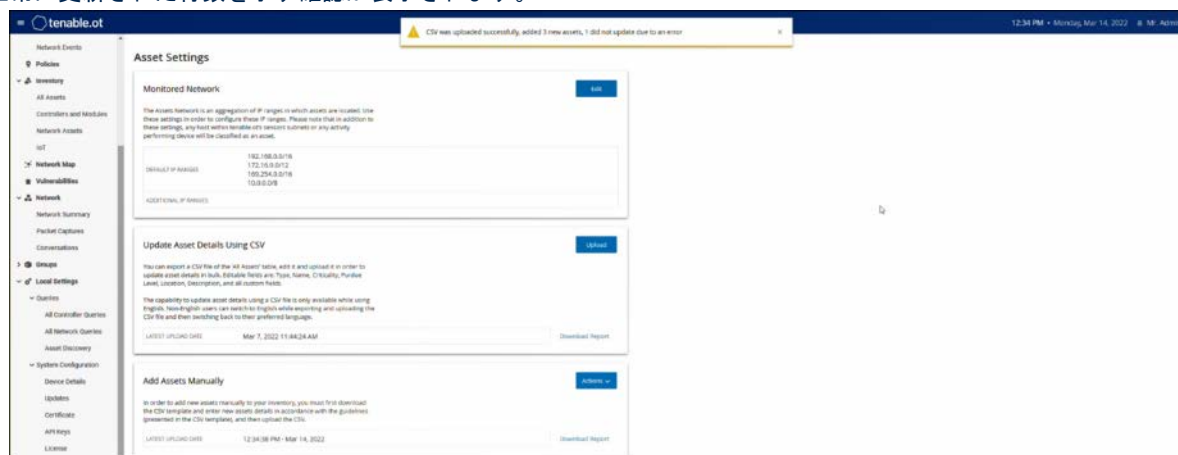 tenable.ot
CSV was uploaded successfully, added 3 new assets, 1 did not update due to an error
12:34 PM • Monday, Mar 14, 2022
Mr. Admin
Network Events
Policies
Inventory
All Assets
Controllers and Modules
Network Assets
IoT
Network Map
Vulnerabilities
Network
Network Summary
Packet Captures
Conversations
Groups
Local Settings
Queries
All Controller Queries
All Network Queries
Asset Discovery
System Configuration
Device Details
Updates
Certificate
API Keys
License
Asset Settings
Monitored Network
Edit
The Assets Network is an aggregation of IP ranges in which assets are located. Use
these settings in order to configure these IP ranges. Please note that in addition to
these settings, any host within tenable.ot's sensors subnets or any activity
performing device will be classified as an asset.
DEFAULT IP RANGES
192.168.0.0/16
172.16.0.0/12
169.254.0.0/16
10.0.0.0/8
ADDITIONAL IP RANGES
Update Asset Details Using CSV
Upload
You can export a CSV file of the 'All Assets' table, edit it and upload it in order to
update asset details in bulk. Editable fields are: Type, Name, Criticality, Purdue
Level, Location, Description, and all custom fields.
The capability to update asset details using a CSV file is only available while using
English. Non-English users can switch to English while exporting and uploading the
CSV file and then switching back to their preferred language.
LATEST UPLOAD DATE
Mar 7, 2022 11:44:24 AM
Download Report
Add Assets Manually
Actions
In order to add new assets manually to your inventory, you must first download
the CSV template and enter new assets details in accordance with the guidelines
(presented in the CSV template), and then upload the CSV.
LATEST UPLOAD DATE
12:34:38 PM - Mar 14, 2022
Download Report